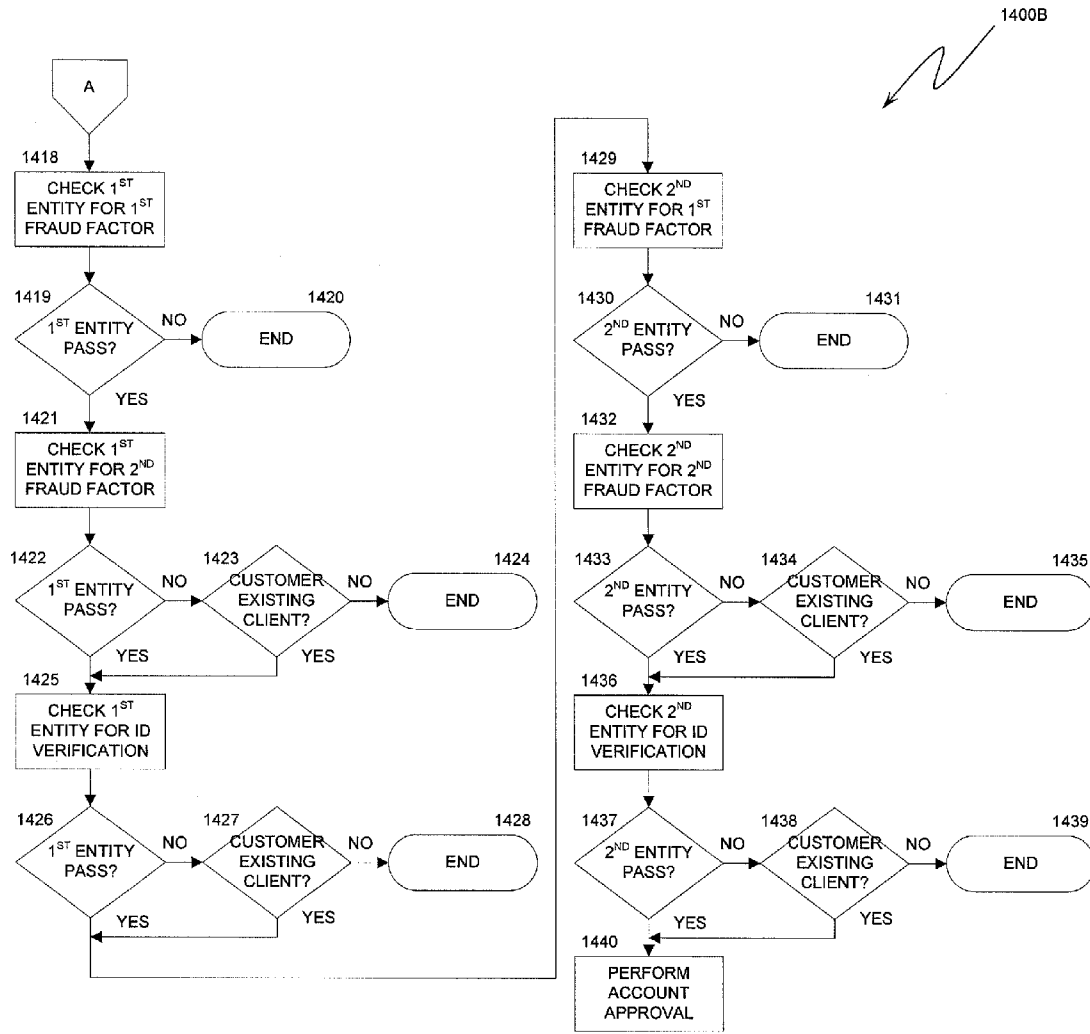 1400B
A
1418
CHECK 1ST
ENTITY FOR 1ST
FRAUD FACTOR
1419
1ST ENTITY
PASS?
NO
1420
END
YES
1421
CHECK 1ST
ENTITY FOR 2ND
FRAUD FACTOR
1422
1ST ENTITY
PASS?
NO
1423
CUSTOMER
EXISTING
CLIENT?
NO
1424
END
YES
YES
1425
CHECK 1ST
ENTITY FOR ID
VERIFICATION
1426
1ST ENTITY
PASS?
NO
1427
CUSTOMER
EXISTING
CLIENT?
NO
1428
END
YES
YES
1429
CHECK 2ND
ENTITY FOR 1ST
FRAUD FACTOR
1430
2ND ENTITY
PASS?
NO
1431
END
YES
1432
CHECK 2ND
ENTITY FOR 2ND
FRAUD FACTOR
1433
2ND ENTITY
PASS?
NO
1434
CUSTOMER
EXISTING
CLIENT?
NO
1435
END
YES
YES
1436
CHECK 2ND
ENTITY FOR ID
VERIFICATION
1437
2ND ENTITY
PASS?
NO
1438
CUSTOMER
EXISTING
CLIENT?
NO
1439
END
YES
YES
1440
PERFORM
ACCOUNT
APPROVAL